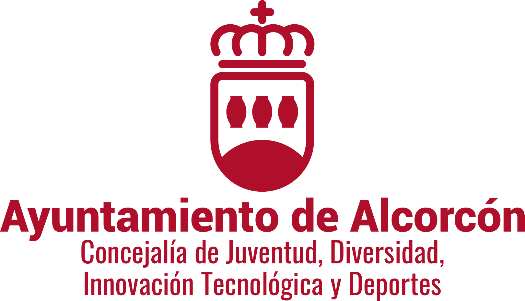 Ayuntamiento de Alcorcón
Concejalía de Juventud, Diversidad,
Innovación Tecnológica y Deportes